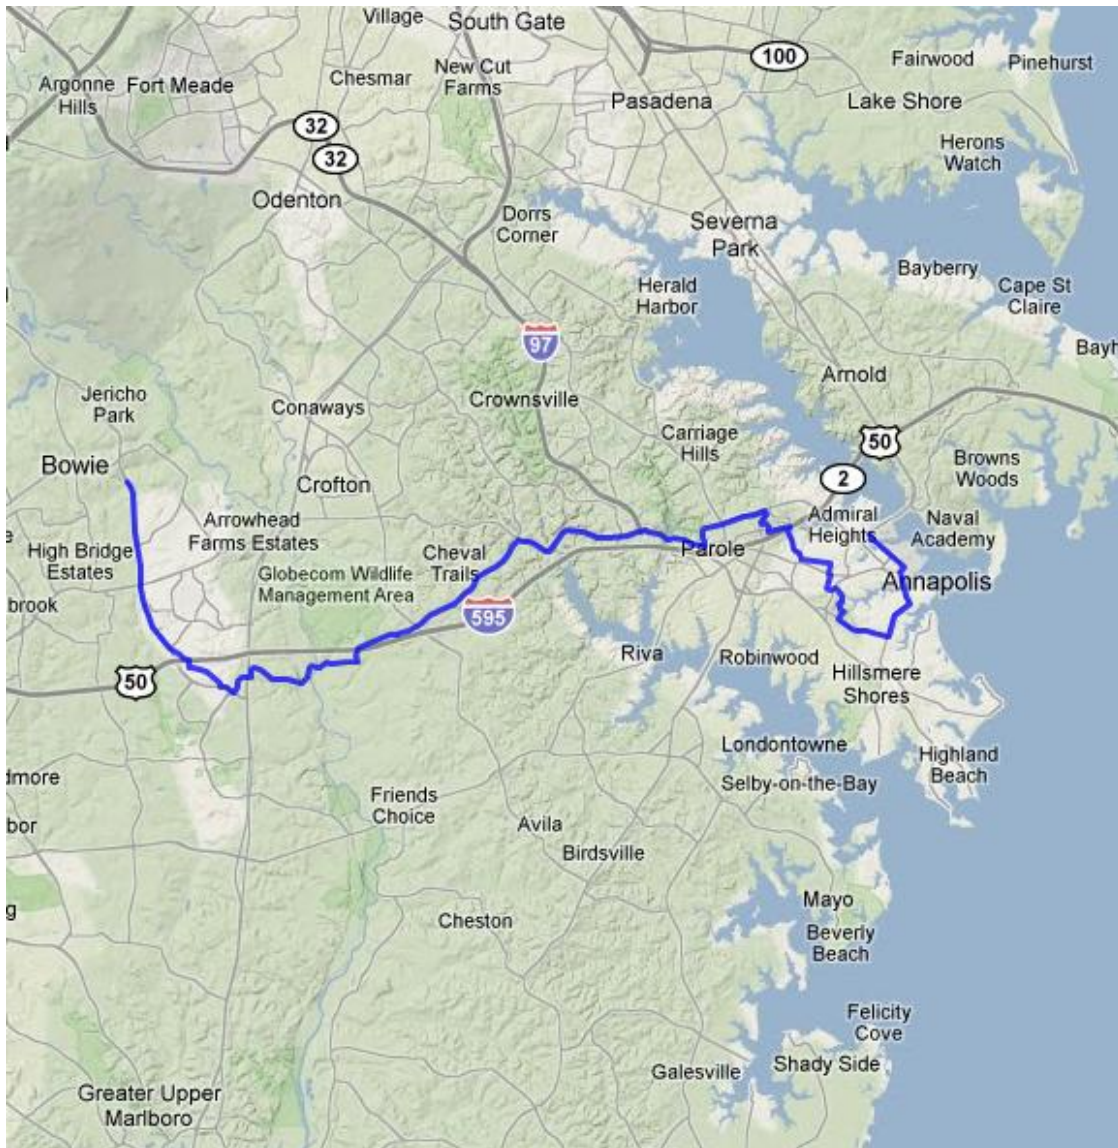 Village
South Gate
100
Fairwood
Pinehurst
Argonne
Hills
Fort Meade
Chesmar
New Cut
Farms
Pasadena
Lake Shore
32
32
Herons
Watch
Odenton
Dorrs
Corner
Severna
Park
Bayberry
Herald
Harbor
Cape St
Claire
97
Bayh
Jericho
Park
Conaways
Crownsville
Arnold
Carriage
Hills
50
Bowie
Crofton
2
Browns
Woods
Arrowhead
Farms Estates
Admiral
Heights
Naval
Academy
e
High Bridge
Estates
Cheval
Trails
Parole
Globecom Wildlife
Management Area
Annapolis
brook
595
Riva
Robinwood
50
Hillsmere
Shores
Londontowne
Highland
Beach
Selby-on-the-Bay
dmore
Friends
Choice
bor
Avila
Birdsville
g
Cheston
Mayo
Beverly
Beach
Felicity
Cove
Galesville
Shady Side
Greater Upper
Marlboro